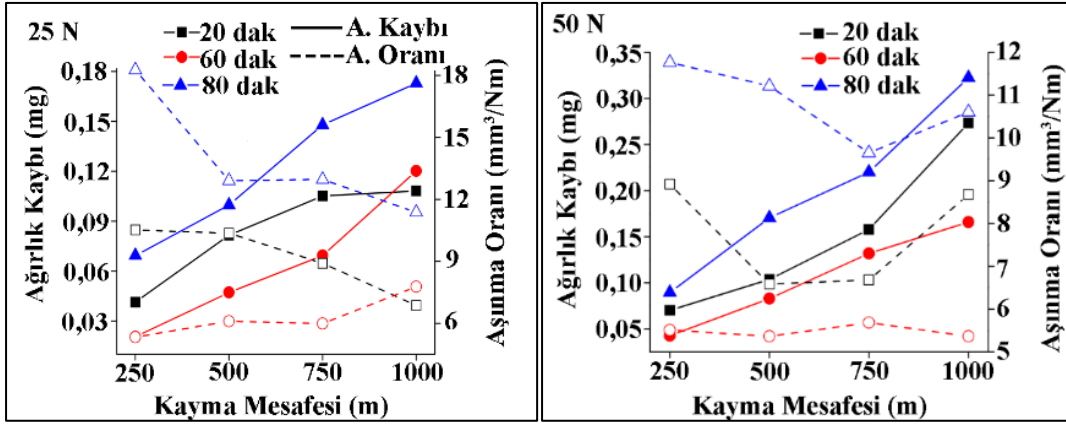 25 N
20 dak
60 dak
80 dak
A. Kaybı
A. Oranı
Ağırlık Kaybı (mg)
0,18
0,15
0,12
0,09
0,06
0,03
18
15
12
9
6
Aşınma Oranı (mm³/Nm)
250 500 750 1000
Kayma Mesafesi (m)
50 N
20 dak
60 dak
80 dak
Ağırlık Kaybı (mg)
0,35
0,30
0,25
0,20
0,15
0,10
0,05
12
11
10
9
8
7
6
5
Aşınma Oranı (mm³/Nm)
250 500 750 1000
Kayma Mesafesi (m)